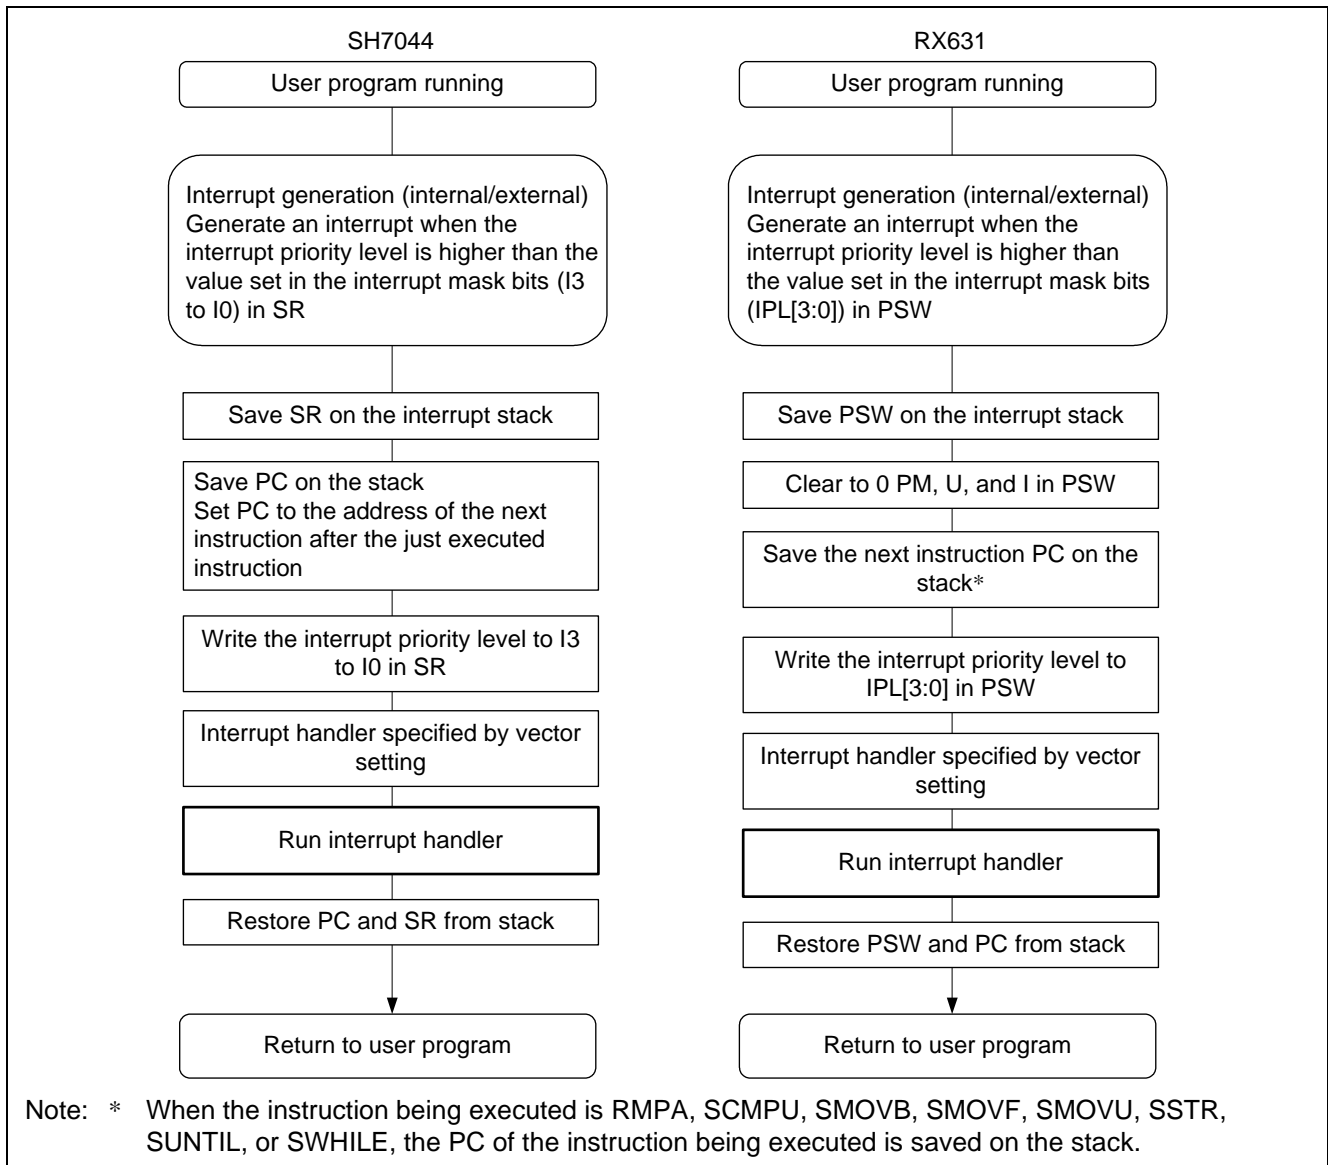 SH7044
User program running
Interrupt generation (internal/external)
Generate an interrupt when the
interrupt priority level is higher than the
value set in the interrupt mask bits (I3
to I0) in SR
Save SR on the interrupt stack
Save PC on the stack
Set PC to the address of the next
instruction after the just executed
instruction
Write the interrupt priority level to I3
to I0 in SR
Interrupt handler specified by vector
setting
Run interrupt handler
Restore PC and SR from stack
Return to user program
RX631
User program running
Interrupt generation (internal/external)
Generate an interrupt when the
interrupt priority level is higher than
the value set in the interrupt mask bits
(IPL[3:0]) in PSW
Save PSW on the interrupt stack
Clear to 0 PM, U, and I in PSW
Save the next instruction PC on the
stack*
Write the interrupt priority level to
IPL[3:0] in PSW
Interrupt handler specified by vector
setting
Run interrupt handler
Restore PSW and PC from stack
Return to user program
Note: * When the instruction being executed is RMPA, SCMPU, SMOVB, SMOVF, SMOVU, SSTR,
SUNTIL, or SWHILE, the PC of the instruction being executed is saved on the stack.